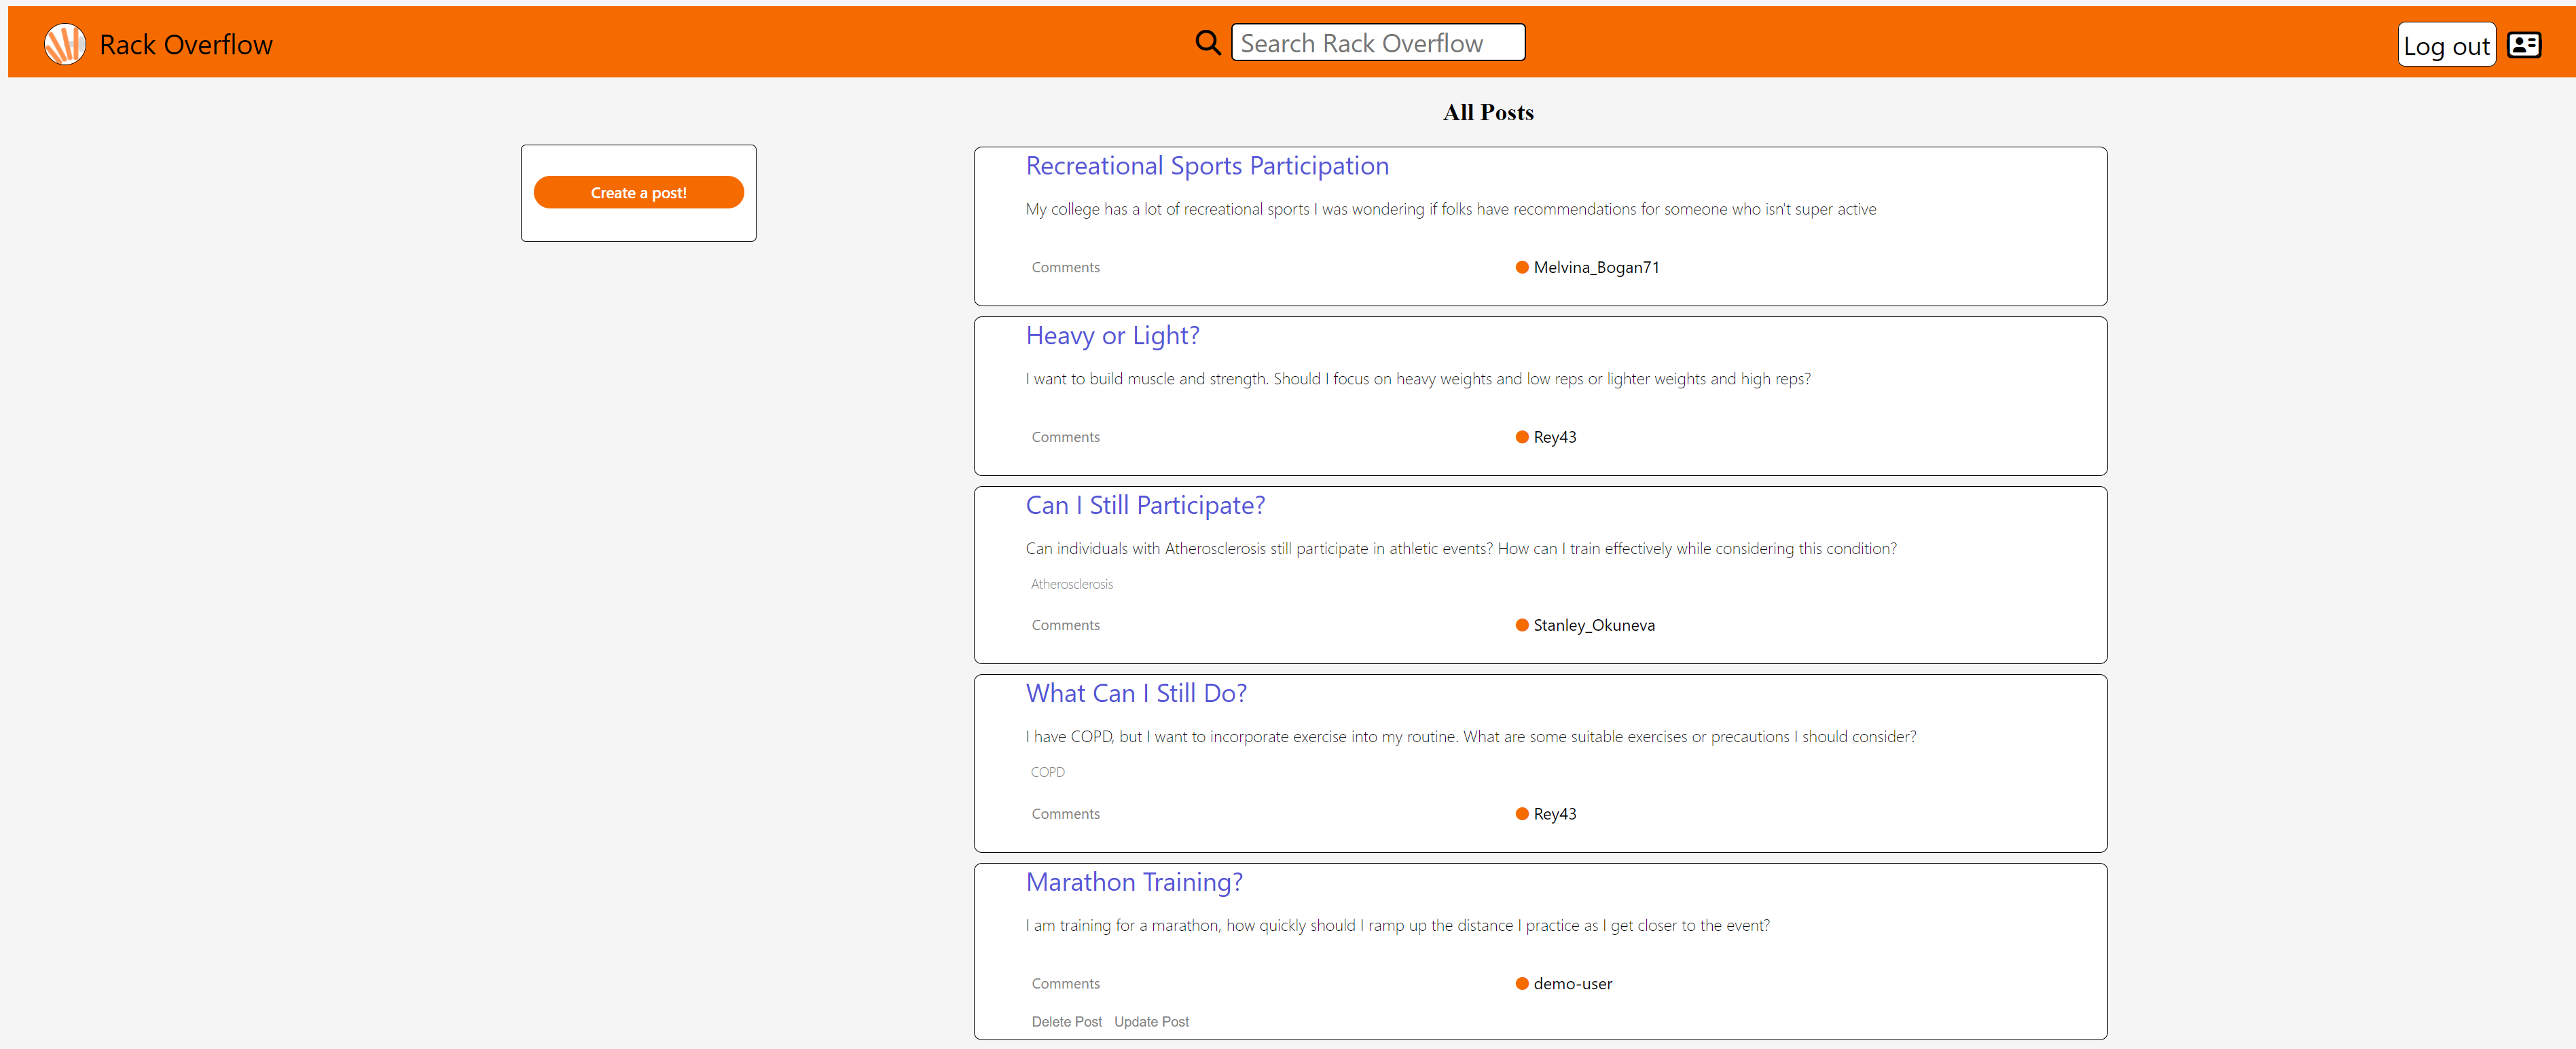 Rack Overflow
Search Rack Overflow
Log out
All Posts
Create a post!
Recreational Sports Participation
My college has a lot of recreational sports I was wondering if folks have recommendations for someone who isn't super active
Comments
Melvina_Bogan71
Heavy or Light?
I want to build muscle and strength. Should I focus on heavy weights and low reps or lighter weights and high reps?
Comments
Rey43
Can I Still Participate?
Can individuals with Atherosclerosis still participate in athletic events? How can I train effectively while considering this condition?
Atherosclerosis
Comments
Stanley_Okuneva
What Can I Still Do?
I have COPD, but I want to incorporate exercise into my routine. What are some suitable exercises or precautions I should consider?
COPD
Comments
Rey43
Marathon Training?
I am training for a marathon, how quickly should I ramp up the distance I practice as I get closer to the event?
Comments
demo-user
Delete Post Update Post